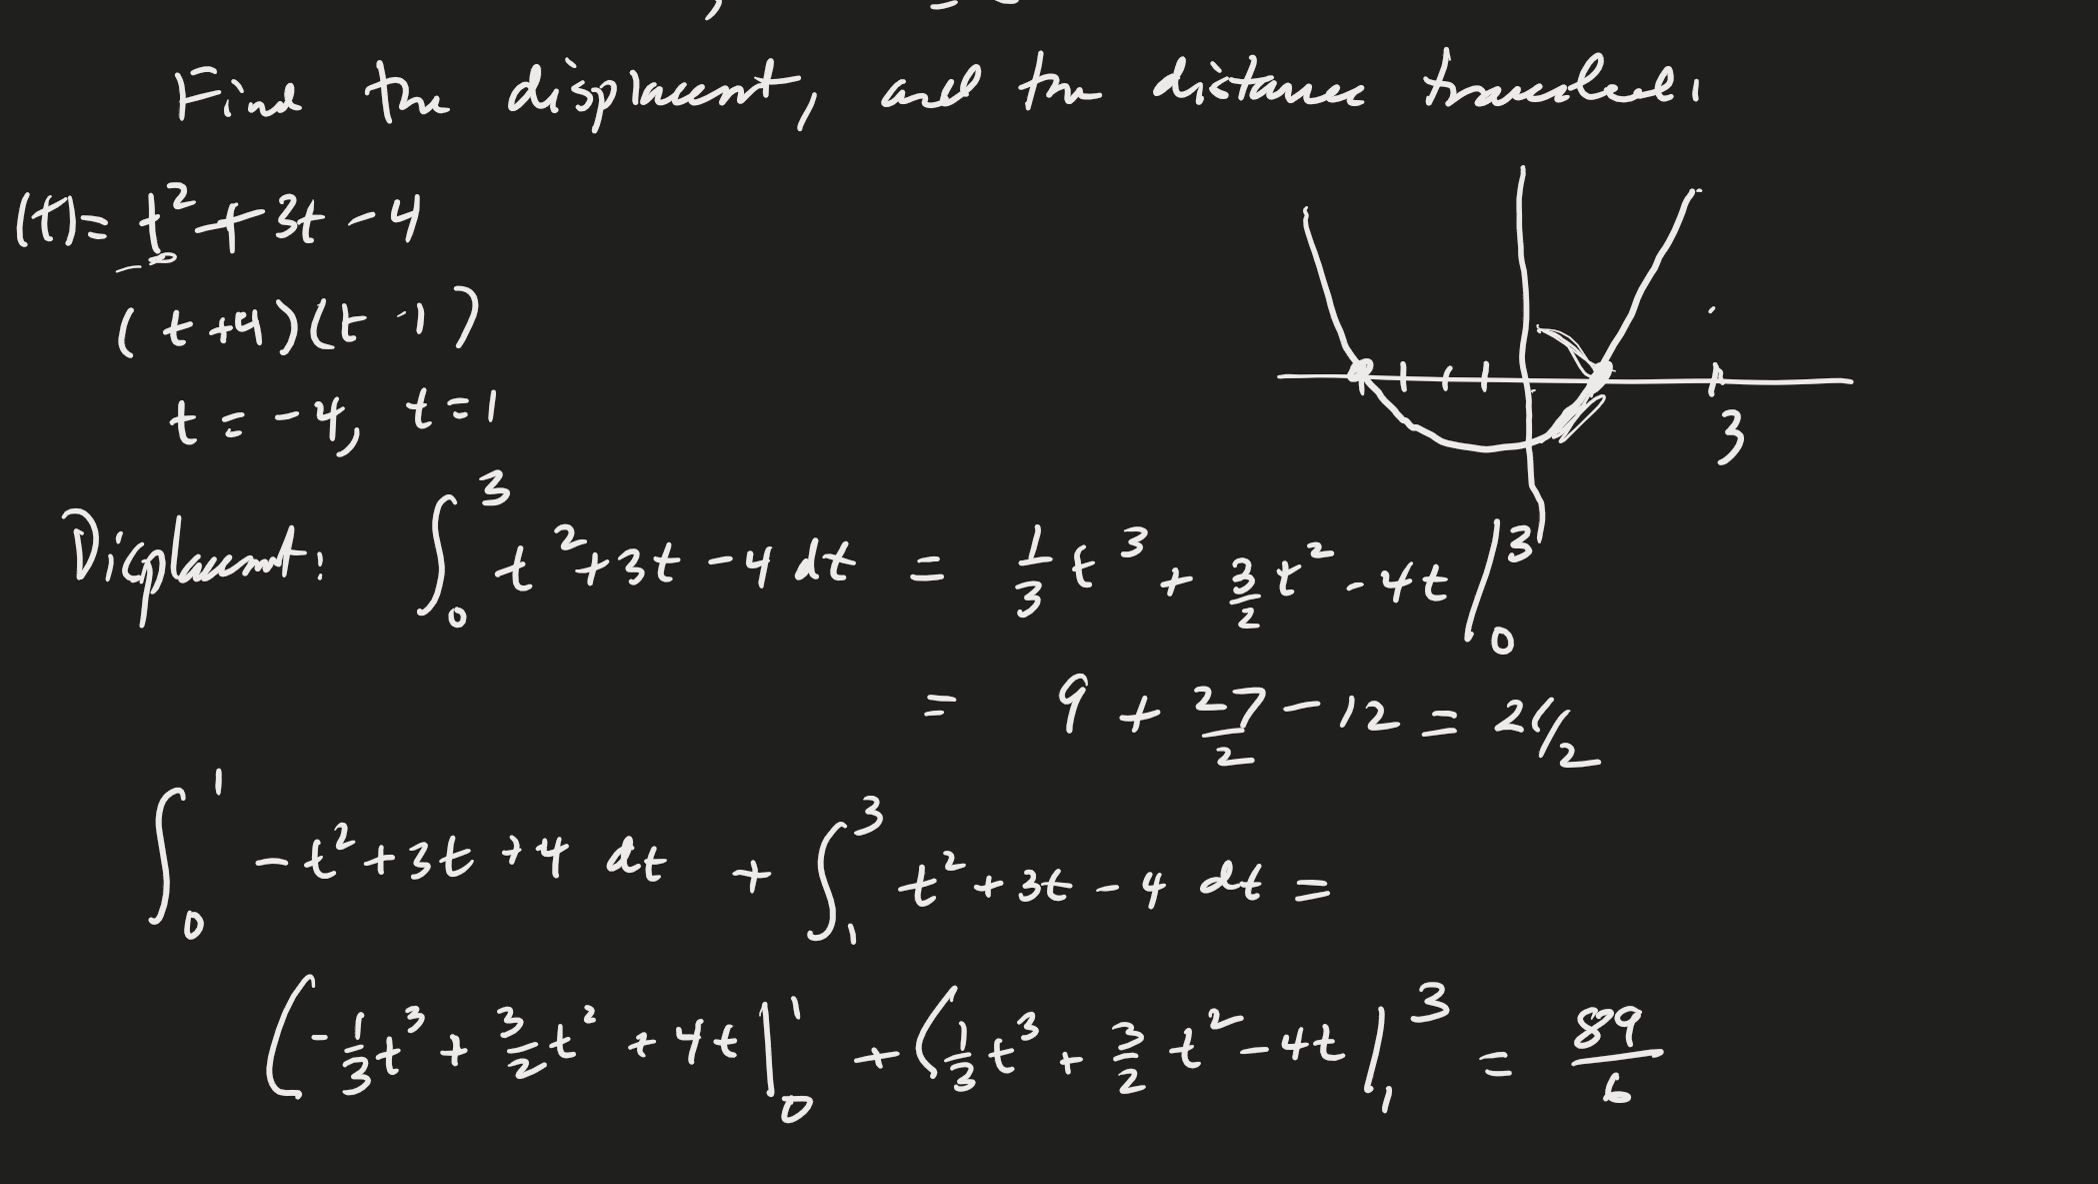 Find the displacemt, and the distance traveled.
(t) = t² + 3t - 4
(t+4)(t-1)
t = -4, t = 1
3
Displacemt: ∫₀³ t² + 3t - 4 dt = 1/3 t³ + 3/2 t² - 4t |₀³
= 9 + 27/2 - 12 = 21/2
∫₀¹ -t² + 3t + 4 dt + ∫₁³ t² + 3t - 4 dt =
(-1/3 t³ + 3/2 t² + 4t |₀¹ + (1/3 t³ + 3/2 t² - 4t |₁³ = 89/6